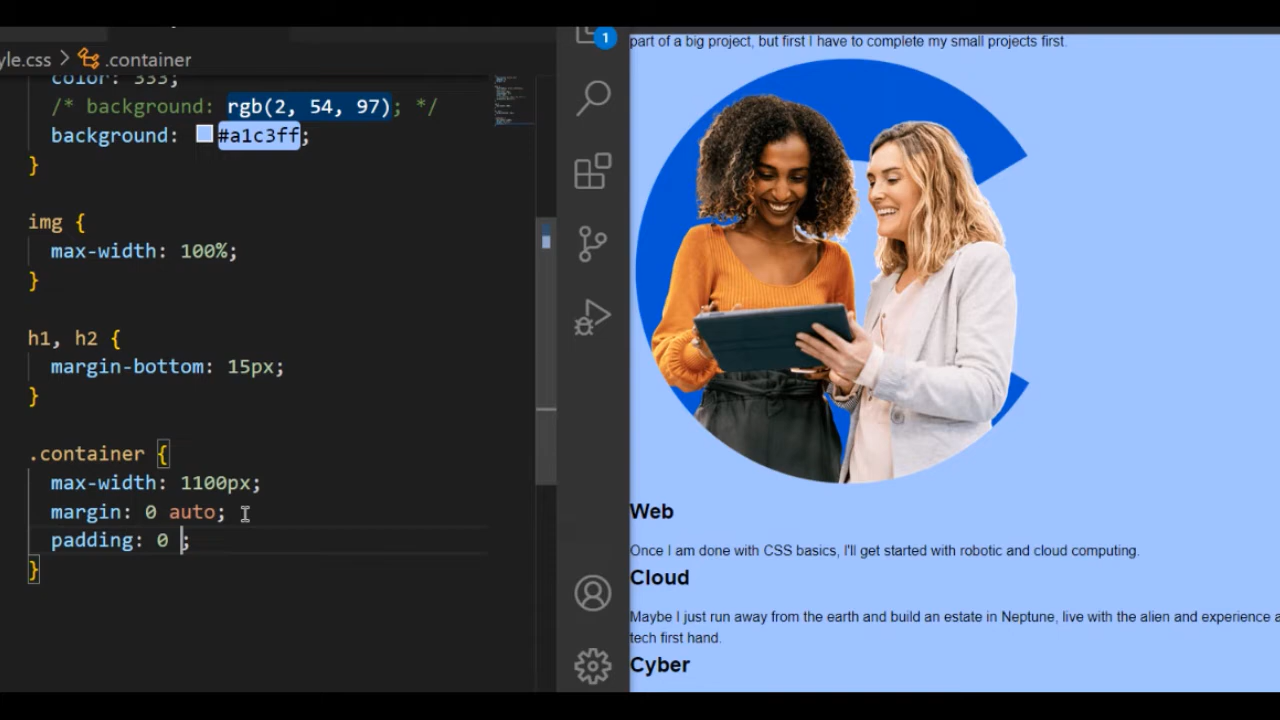 yle.css > .container
color: 333;
/* background: rgb(2, 54, 97); */
background: #a1c3ff;
}
img {
max-width: 100%;
}
h1, h2 {
margin-bottom: 15px;
}
.container {
max-width: 1100px;
margin: 0 auto;
padding: 0 ;
}
1
part of a big project, but first I have to complete my small projects first.
Web
Once I am done with CSS basics, I'll get started with robotic and cloud computing.
Cloud
Maybe I just run away from the earth and build an estate in Neptune, live with the alien and experience a
tech first hand.
Cyber